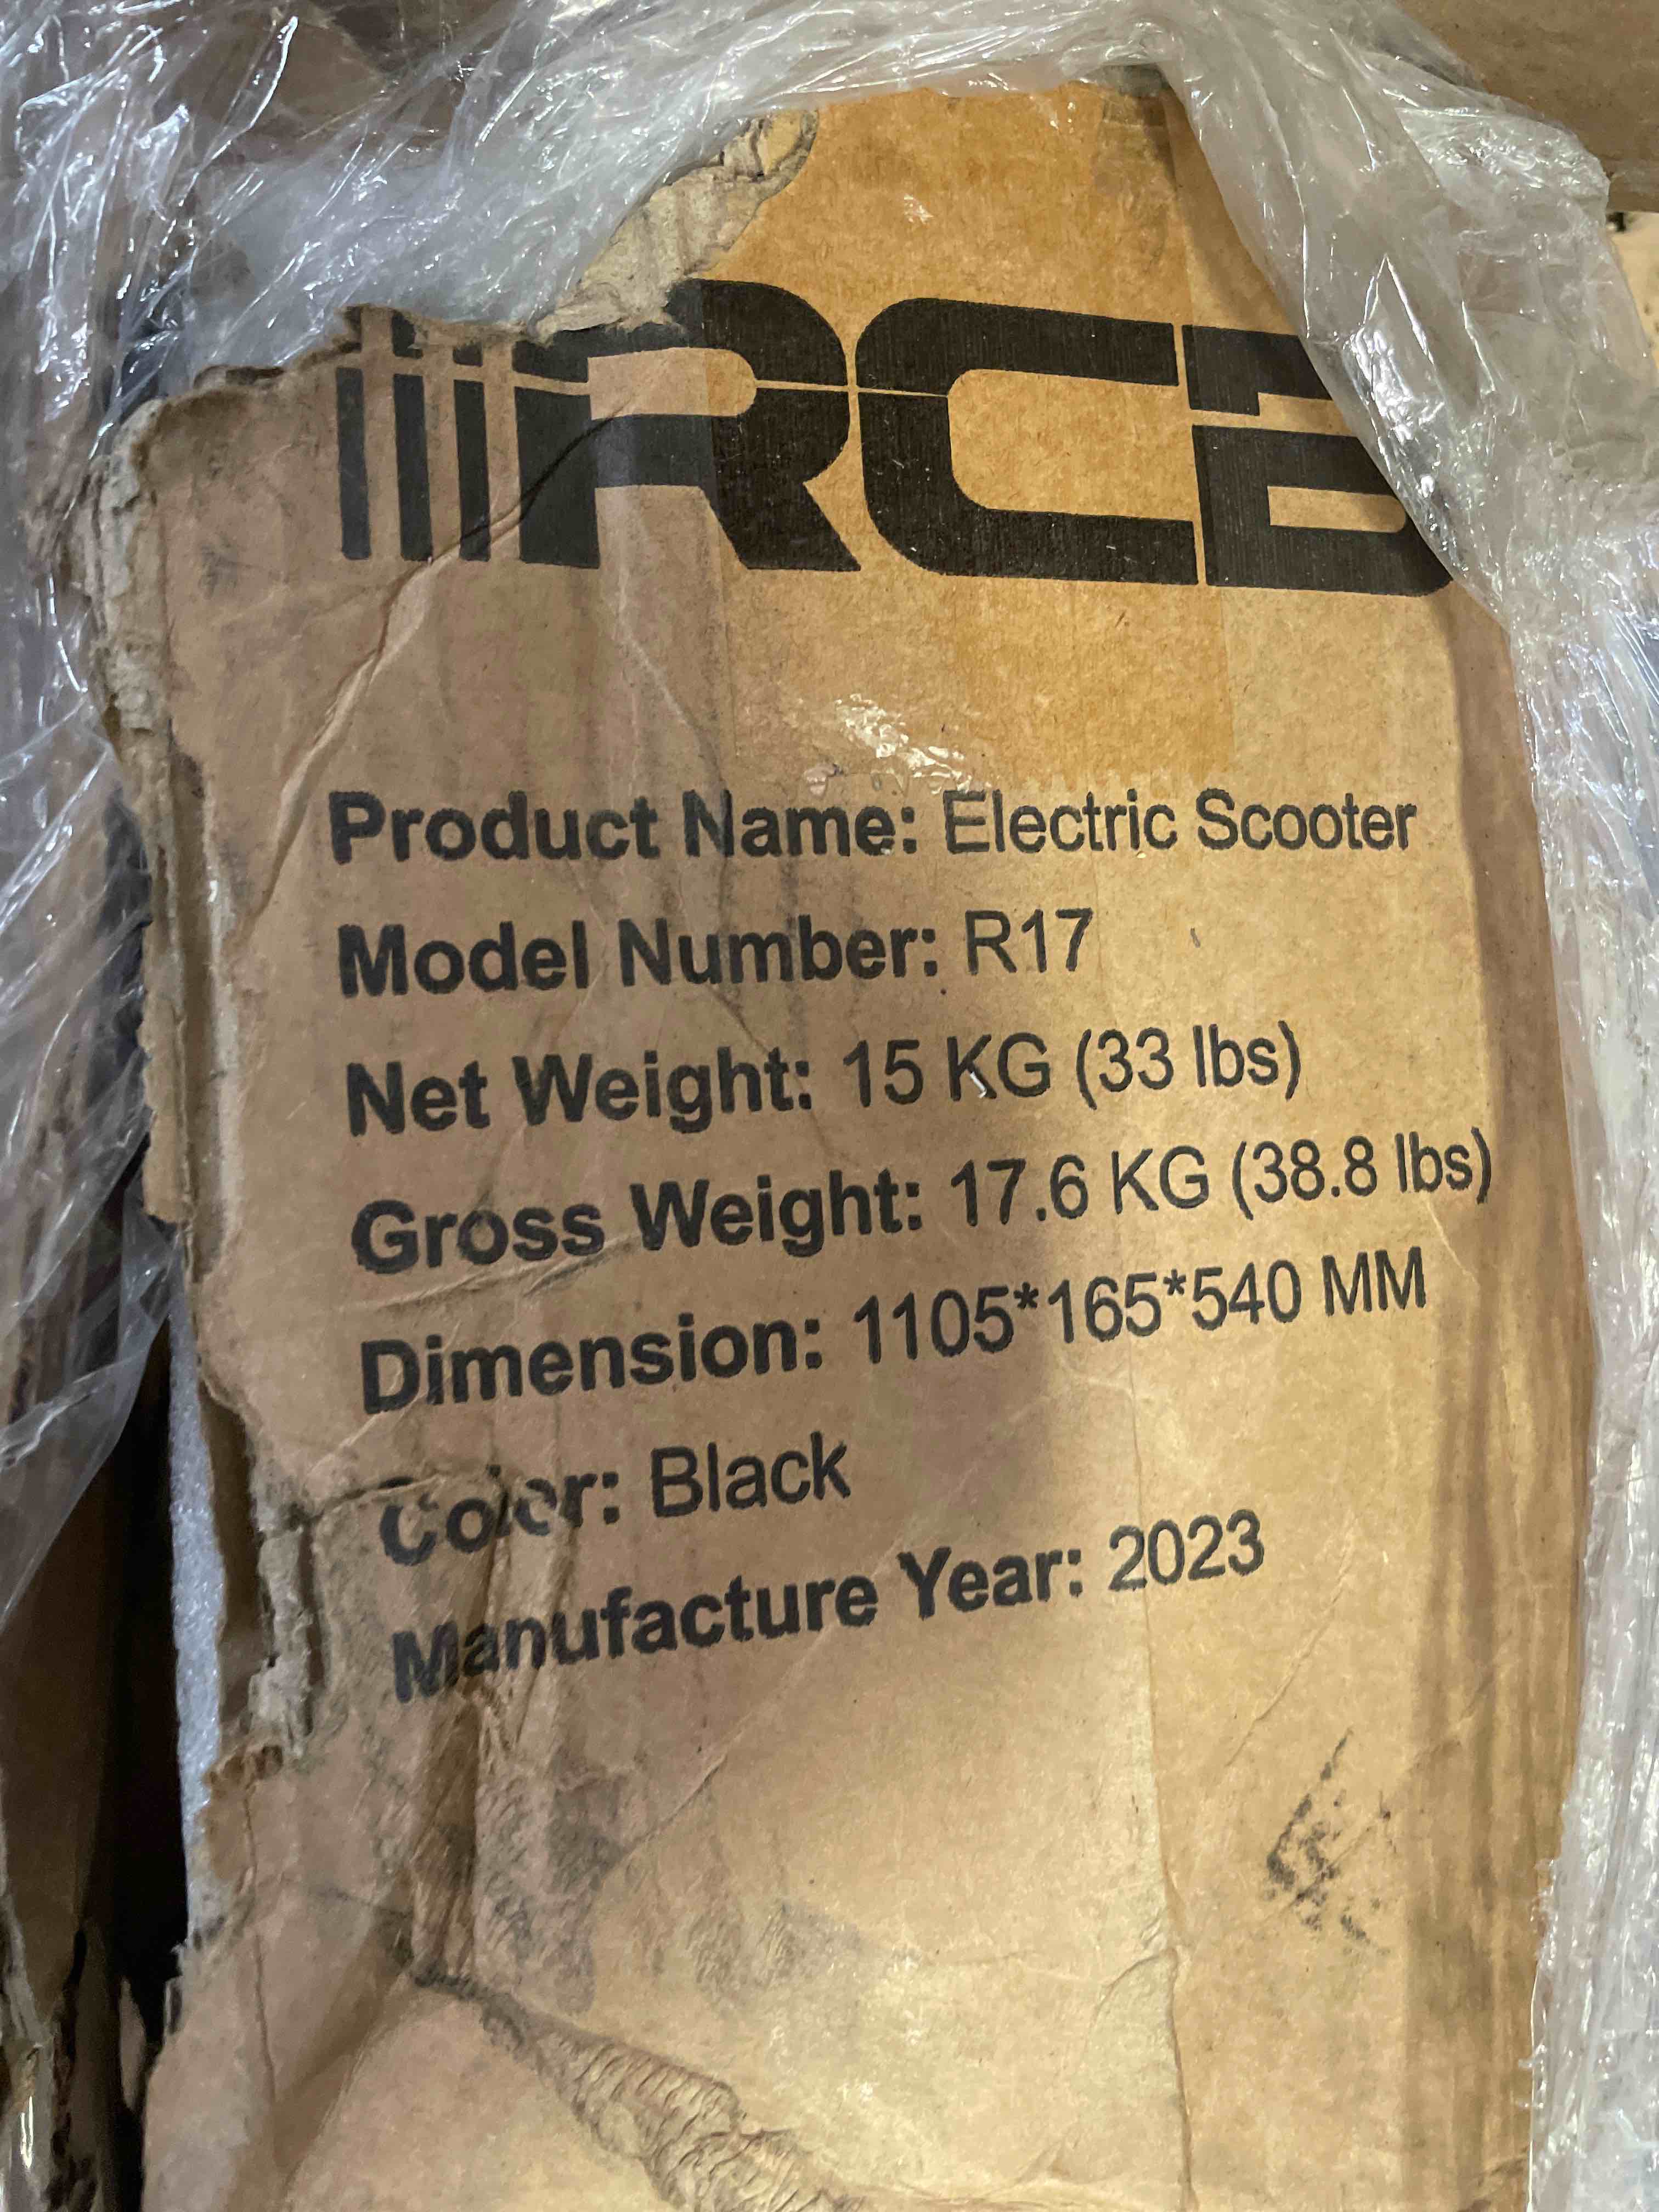 RCB
Product Name: Electric Scooter
Model Number: R17
Net Weight: 15 KG (33 lbs)
Gross Weight: 17.6 KG (38.8 lbs)
Dimension: 1105*165*540 MM
Color: Black
Manufacture Year: 2023